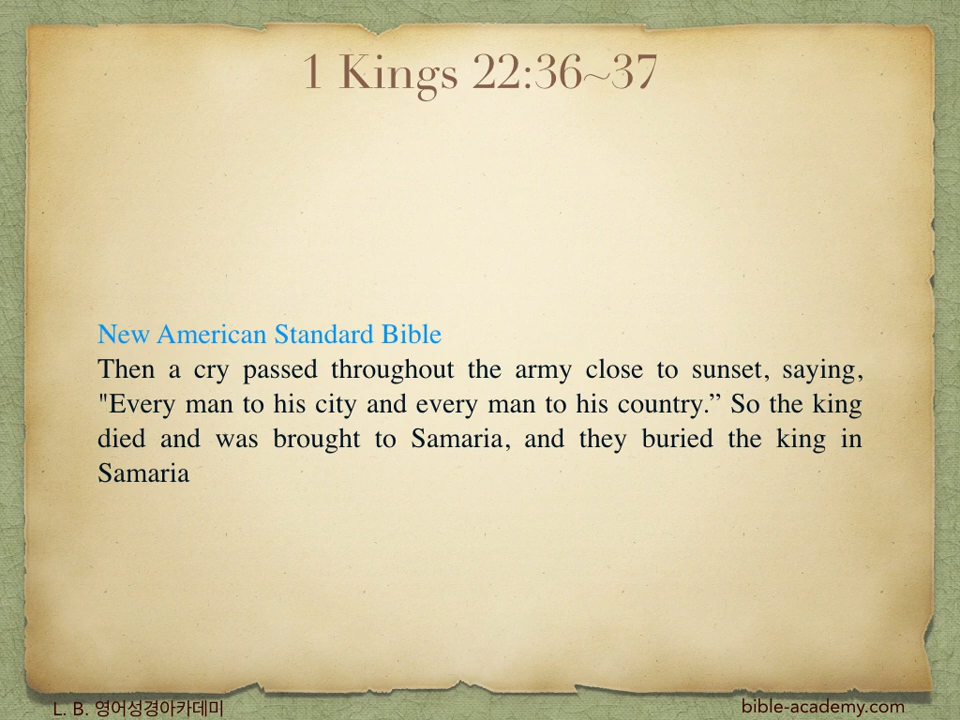 1 Kings 22:36~37
New American Standard Bible
Then a cry passed throughout the army close to sunset, saying,
"Every man to his city and every man to his country.” So the king
died and was brought to Samaria, and they buried the king in
Samaria
L. B. 영어성경아카데미
bible-academy.com